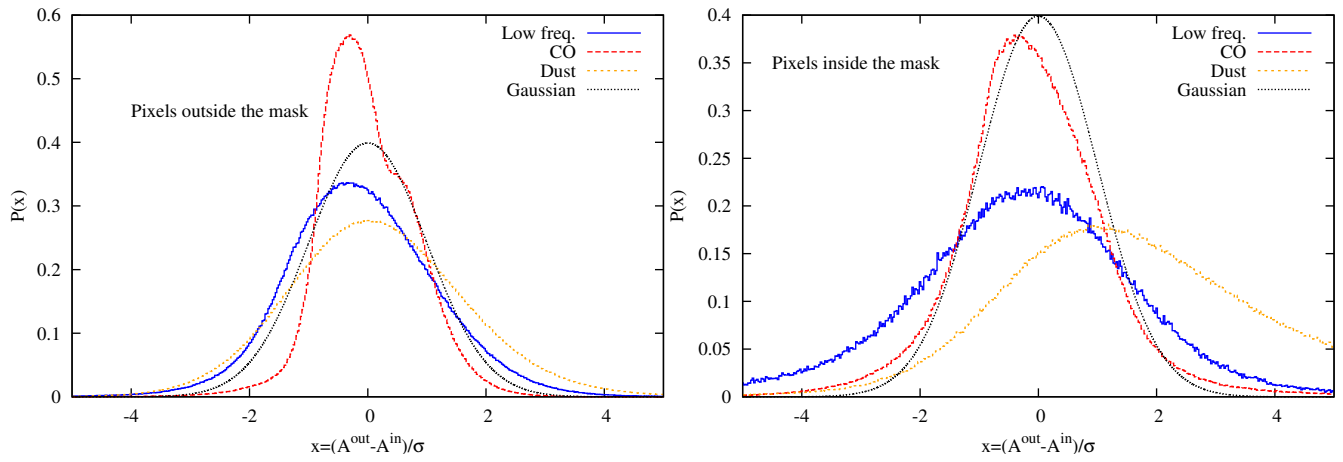 0.6
0.5
0.4
0.3
0.2
0.1
0
P(x)
Pixels outside the mask
Low freq.
CO
Dust
Gaussian
-4
-2
0
2
4
x=(A^out-A^in)/σ
0.4
0.35
0.3
0.25
0.2
0.15
0.1
0.05
0
P(x)
Pixels inside the mask
Low freq.
CO
Dust
Gaussian
-4
-2
0
2
4
x=(A^out-A^in)/σ